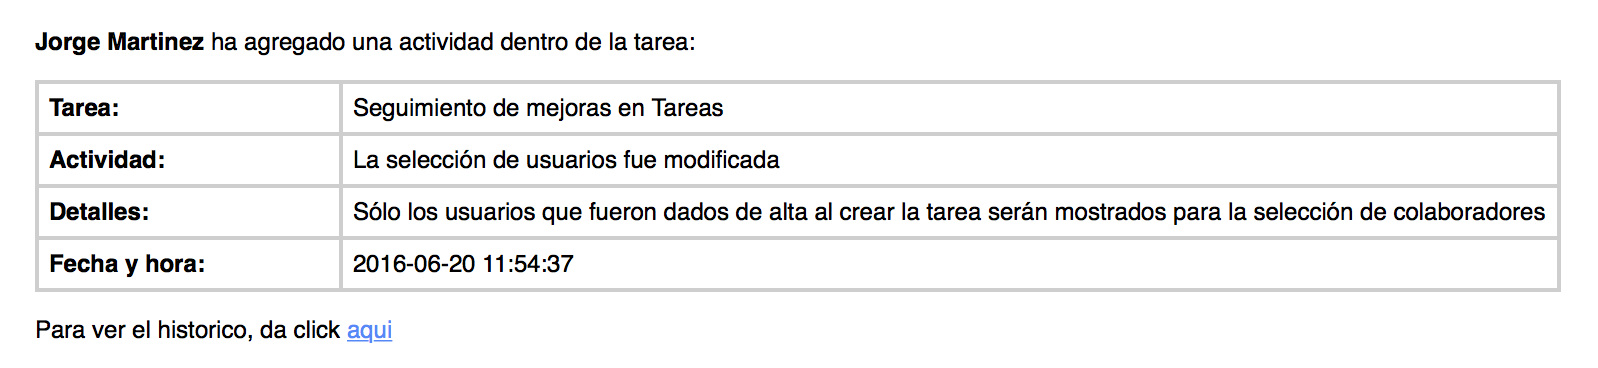 Jorge Martinez ha agregado una actividad dentro de la tarea:
Tarea: Seguimiento de mejoras en Tareas
Actividad: La selección de usuarios fue modificada
Detalles: Sólo los usuarios que fueron dados de alta al crear la tarea serán mostrados para la selección de colaboradores
Fecha y hora: 2016-06-20 11:54:37
Para ver el historico, da click aqui